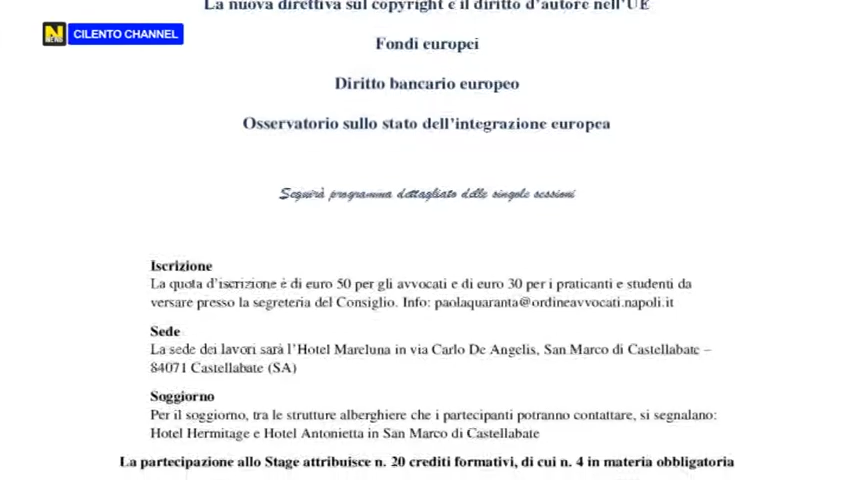 La nuova direttiva sul copyright e il diritto d'autore nell'UE
CILENTO CHANNEL
Fondi europei
Diritto bancario europeo
Osservatorio sullo stato dell'integrazione europea
Seguirà programma dettagliato delle singole sessioni
Iscrizione
La quota d'iscrizione è di euro 50 per gli avvocati e di euro 30 per i praticanti e studenti da
versare presso la segreteria del Consiglio. Info: paolaquaranta@ordineavvocati.napoli.it
Sede
La sede dei lavori sarà l'Hotel Mareluna in via Carlo De Angelis, San Marco di Castellabate –
84071 Castellabate (SA)
Soggiorno
Per il soggiorno, tra le strutture alberghiere che i partecipanti potranno contattare, si segnalano:
Hotel Hermitage e Hotel Antonietta in San Marco di Castellabate
La partecipazione allo Stage attribuisce n. 20 crediti formativi, di cui n. 4 in materia obbligatoria